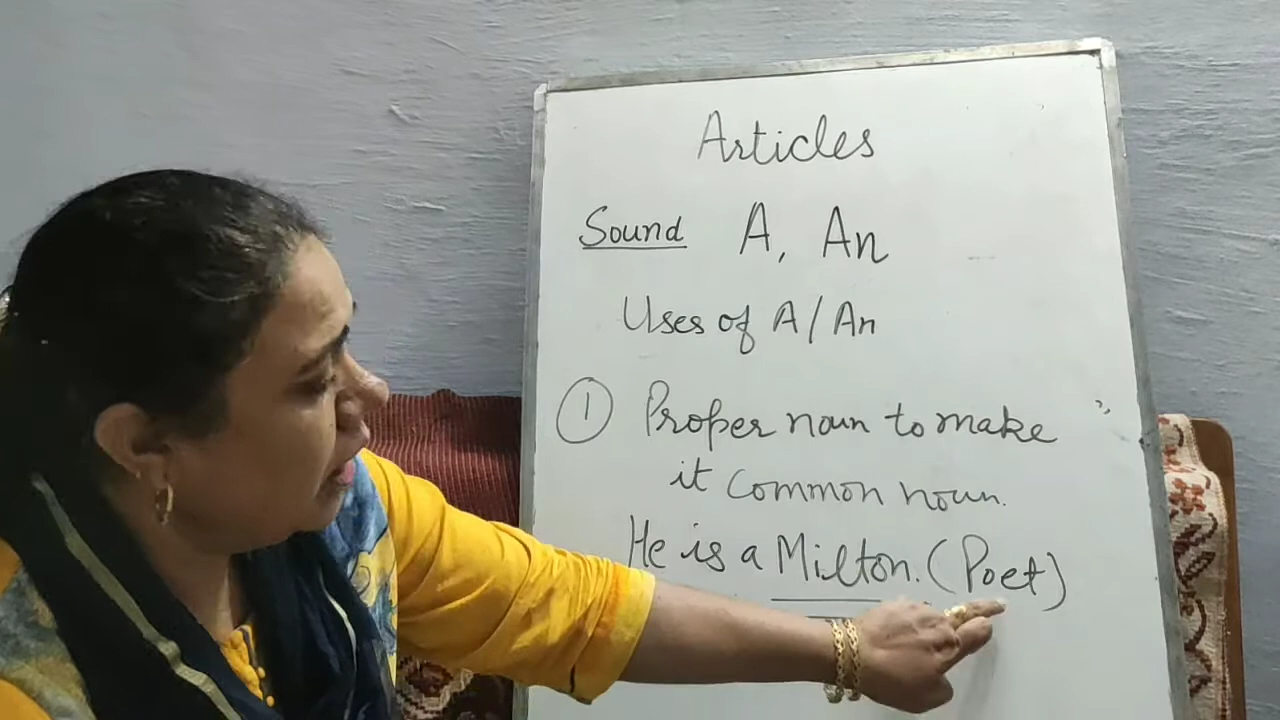 Articles
Sound A, An
Uses of A/An
① Proper noun to make
it common noun.
He is a Milton. (Poet)